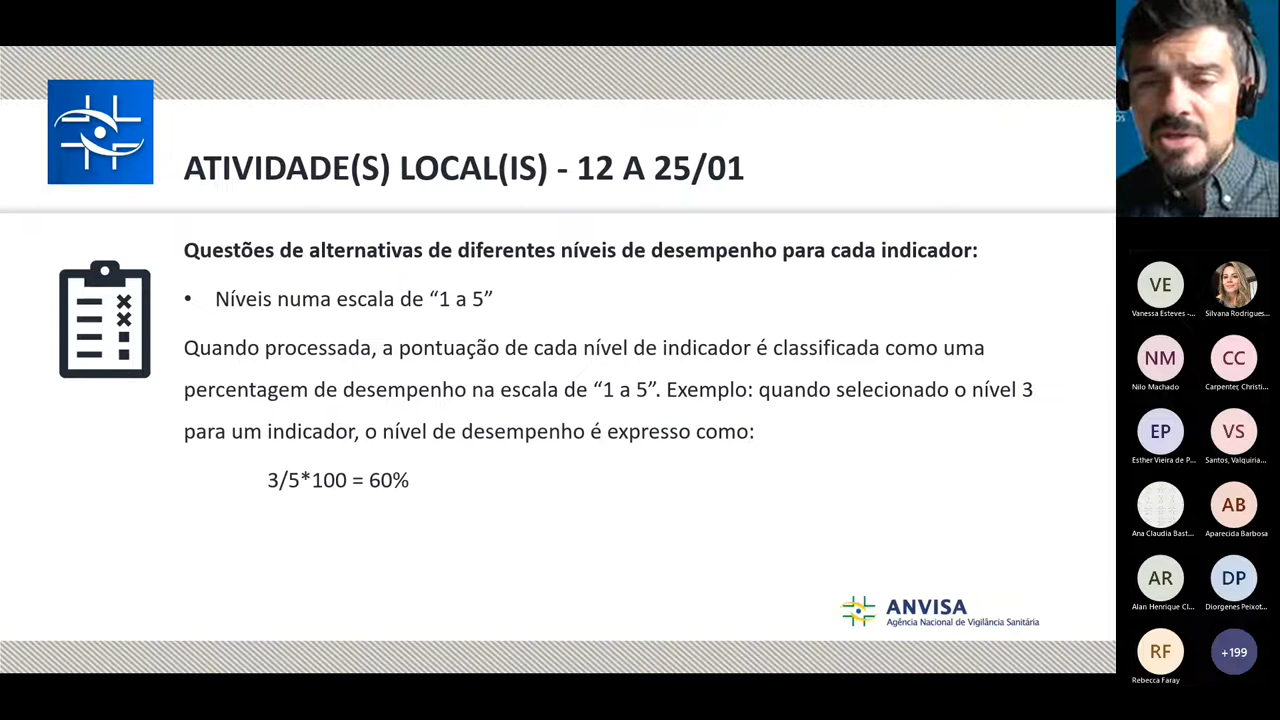 ATIVIDADE(S) LOCAL(IS) - 12 A 25/01
Questões de alternativas de diferentes níveis de desempenho para cada indicador:
• Níveis numa escala de “1 a 5”
Quando processada, a pontuação de cada nível de indicador é classificada como uma
percentagem de desempenho na escala de “1 a 5”. Exemplo: quando selecionado o nível 3
para um indicador, o nível de desempenho é expresso como:
3/5*100 = 60%
ANVISA
Agência Nacional de Vigilância Sanitária
OS
VE
Vanessa Esteves -...
Silvana Rodrigues...
NM
CC
Nilo Machado
Carpenter, Christi...
EP
VS
Esther Vieira de P...
Santos, Valquiria...
AB
Ana Claudia Bast...
Aparecida Barbosa
AR
DP
Alan Henrique Cl...
Diorgenes Peixot...
RF
+199
Rebecca Faray